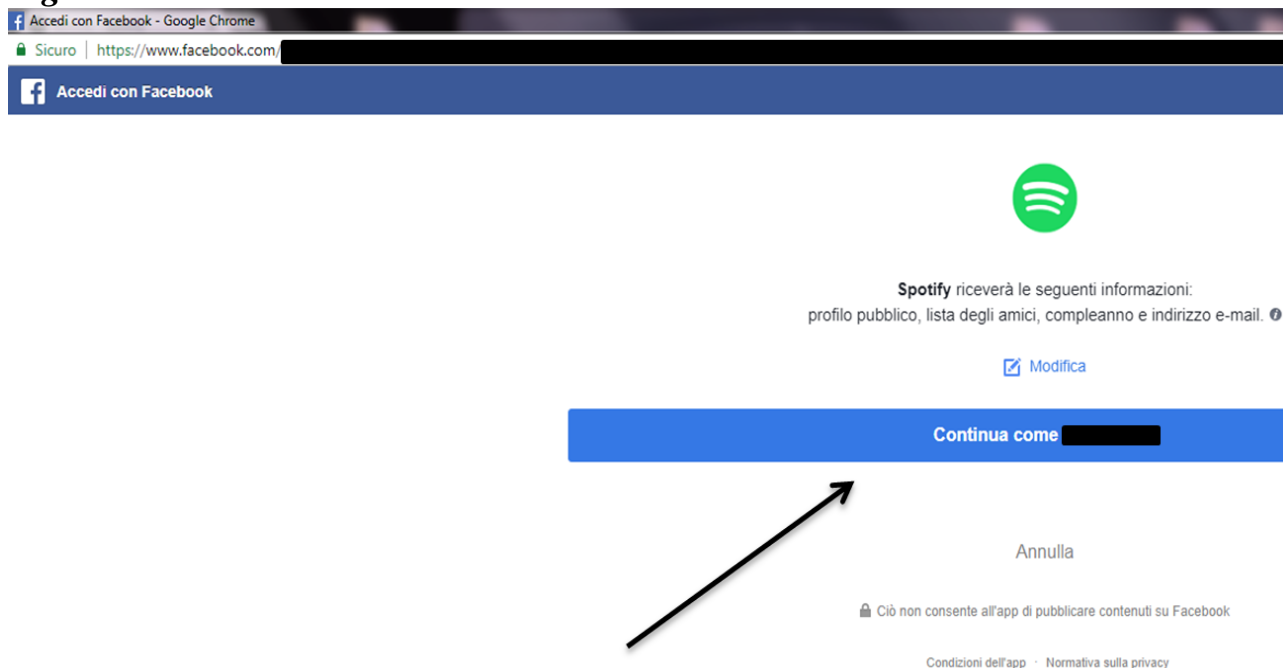 Accedi con Facebook - Google Chrome
Sicuro | https://www.facebook.com/
Accedi con Facebook
Spotify riceverà le seguenti informazioni:
profilo pubblico, lista degli amici, compleanno e indirizzo e-mail.
Modifica
Continua come
Annulla
Ciò non consente all'app di pubblicare contenuti su Facebook
Condizioni dell'app · Normativa sulla privacy